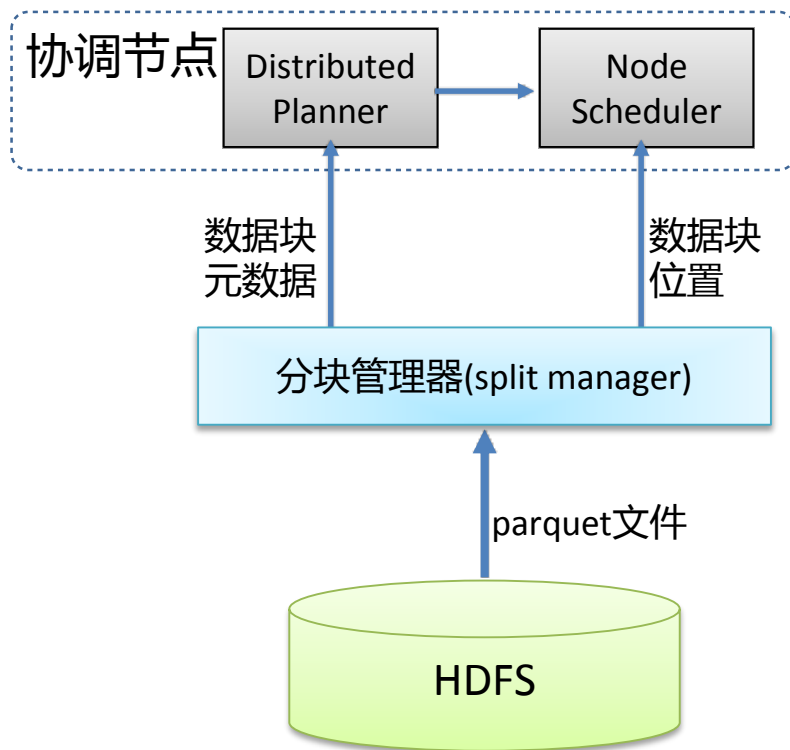 协调节点
Distributed
Planner
Node
Scheduler
数据块
元数据
数据块
位置
分块管理器(split manager)
parquet文件
HDFS